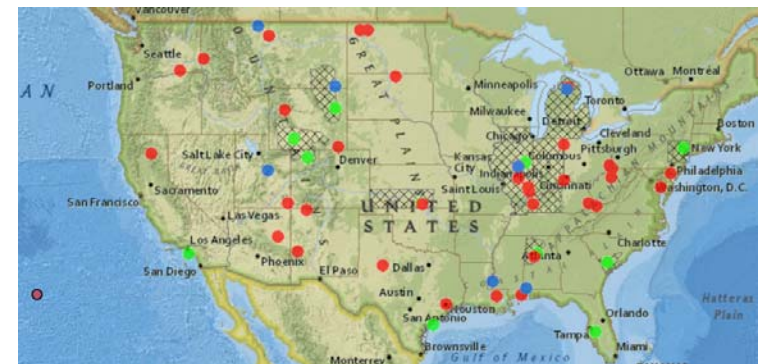 Vancouver
Seattle
Ottawa Montréal
Portland
Minneapolis
Toronto
Milwaukee
Boston
Detroit
Chicago
Cleveland
New York
Salt Lake City
Denver
Kansas City
Columbus
Pittsburgh
Philadelphia
Indianapolis
Sacramento
Saint Louis
Cincinnati
Washington, D.C.
San Francisco
Las Vegas
UNITED
STATES
GREAT PLAINS
APPALACHIAN MOUNTAINS
Los Angeles
Charlotte
Atlanta
Phoenix
San Diego
Dallas
El Paso
Hatteras
Plain
Austin
Houston
Orlando
San Antonio
Tampa
Brownsville
Gulf of Mexico
Miami
Monterrey